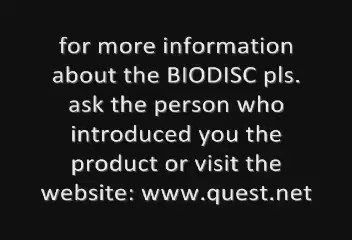 for more information
about the BIODISC pls.
ask the person who
introduced you the
product or visit the
website: www.quest.net